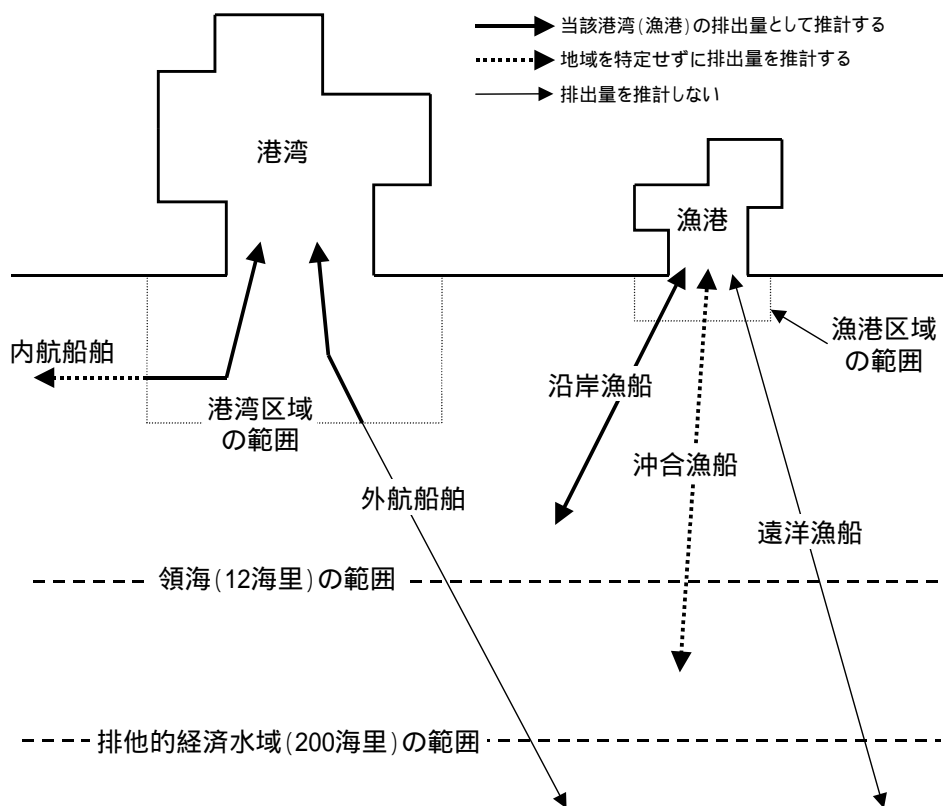 当該港湾(漁港)の排出量として推計する
地域を特定せずに排出量を推計する
排出量を推計しない
港湾
漁港
内航船舶
漁港区域
の範囲
沿岸漁船
港湾区域
の範囲
沖合漁船
外航船舶
遠洋漁船
領海(12海里)の範囲
排他的経済水域(200海里)の範囲